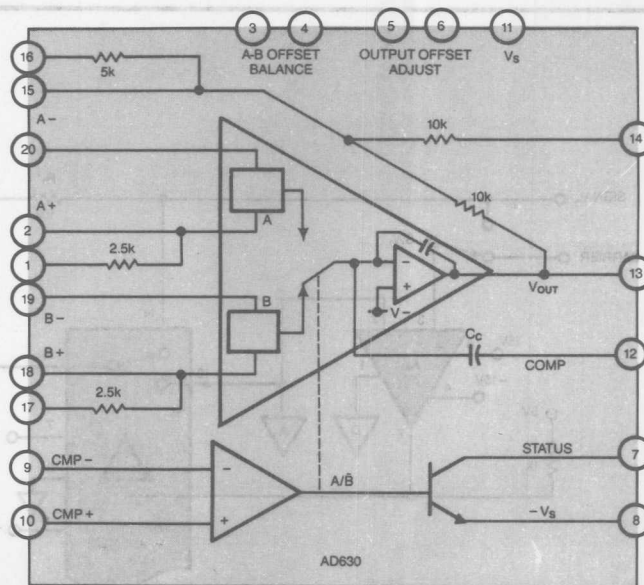 3 4 5 6 11
A-B OFFSET BALANCE
OUTPUT OFFSET ADJUST
Vs
16
5k
15
A-
10k
14
20
10k
A+
A
2
2.5k
1
13
VOUT
19
B
B-
V-
B+
CC
12
COMP
18
2.5k
17
STATUS
7
9 CMP-
A/B̄
-Vs
8
10 CMP+
AD630